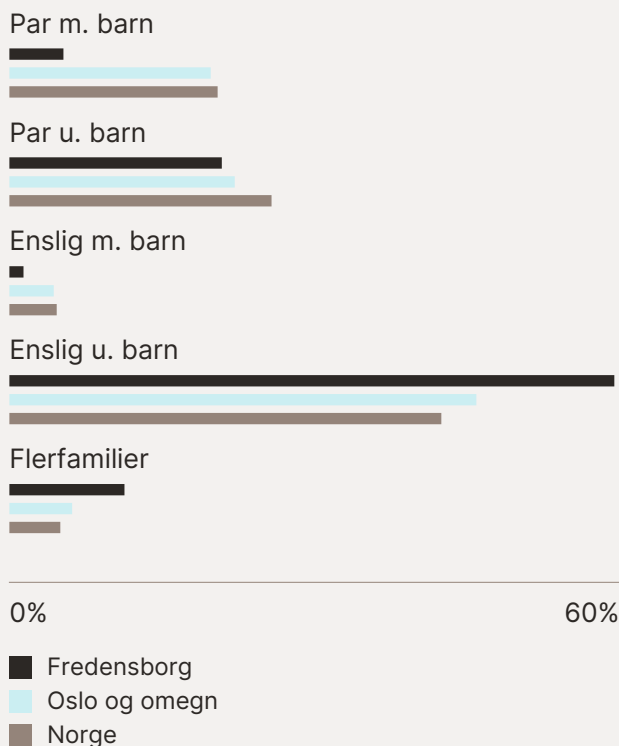 Par m. barn
Par u. barn
Enslig m. barn
Enslig u. barn
Flerfamilier
0% 60%
Fredensborg
Oslo og omegn
Norge